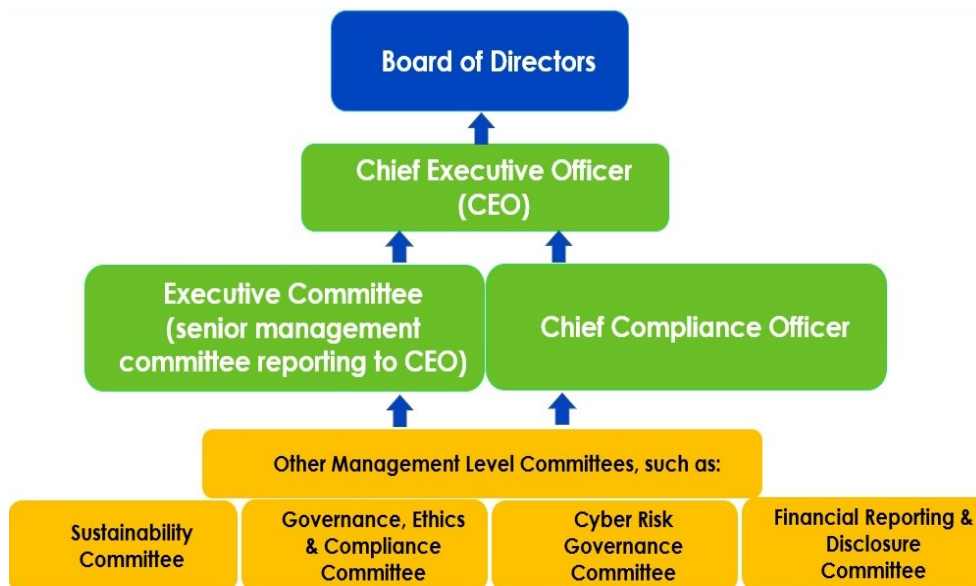 Board of Directors
Chief Executive Officer
(CEO)
Executive Committee
(senior management
committee reporting to CEO)
Chief Compliance Officer
Other Management Level Committees, such as:
Sustainability
Committee
Governance, Ethics
& Compliance
Committee
Cyber Risk
Governance
Committee
Financial Reporting &
Disclosure
Committee